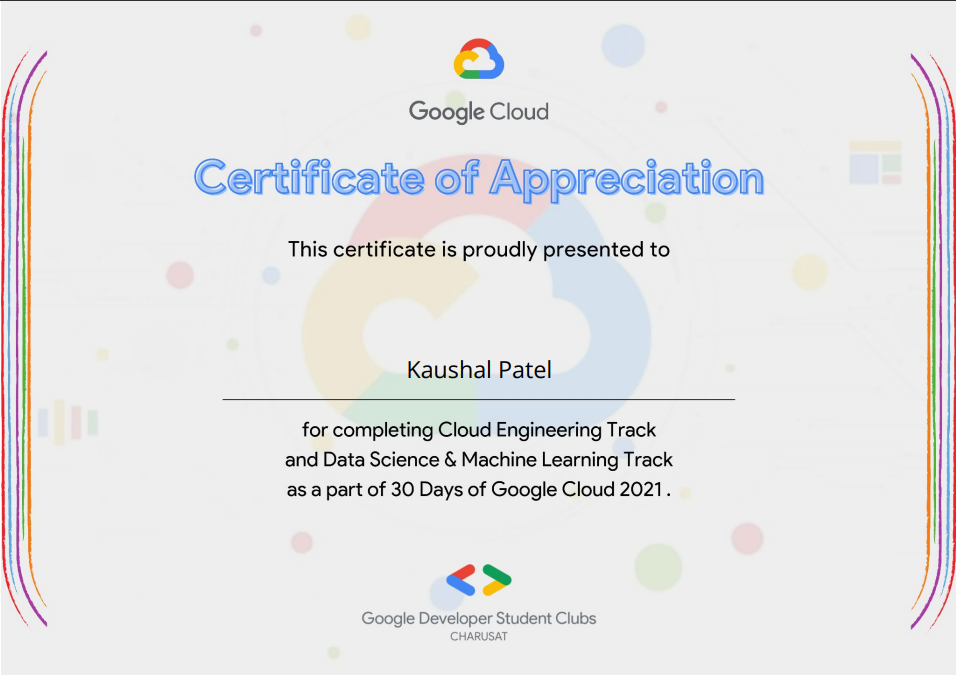 Google Cloud
Certificate of Appreciation
This certificate is proudly presented to
Kaushal Patel
for completing Cloud Engineering Track
and Data Science & Machine Learning Track
as a part of 30 Days of Google Cloud 2021 .
Google Developer Student Clubs
CHARUSAT